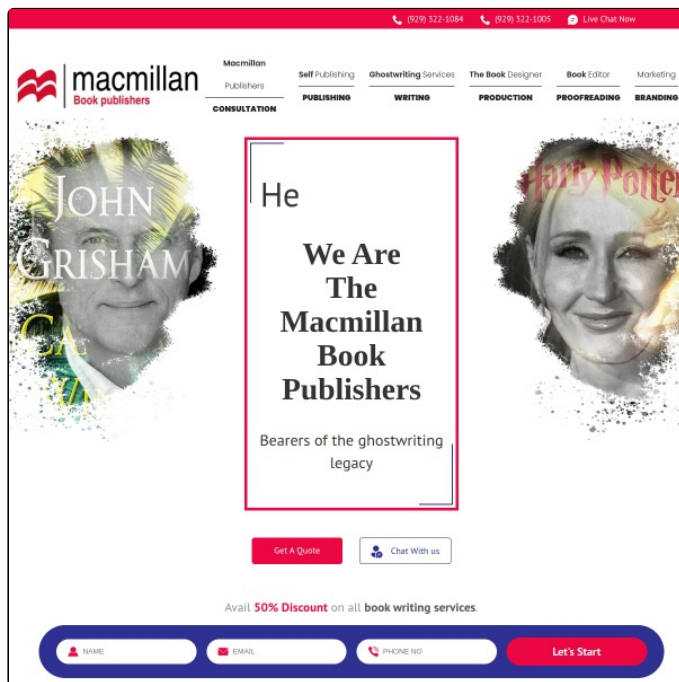 (929) 322-1084 (929) 322-1005 Live Chat Now
macmillan
Book publishers
Macmillan
Publishers
CONSULTATION
Self Publishing
PUBLISHING
Ghostwriting Services
WRITING
The Book Designer
PRODUCTION
Book Editor
PROOFREADING
Marketing
BRANDING
JOHN
GRISHAM
Harry Potter
He
We Are
The
Macmillan
Book
Publishers
Bearers of the ghostwriting
legacy
Get A Quote
Chat With us
Avail 50% Discount on all book writing services.
NAME
EMAIL
PHONE NO
Let's Start